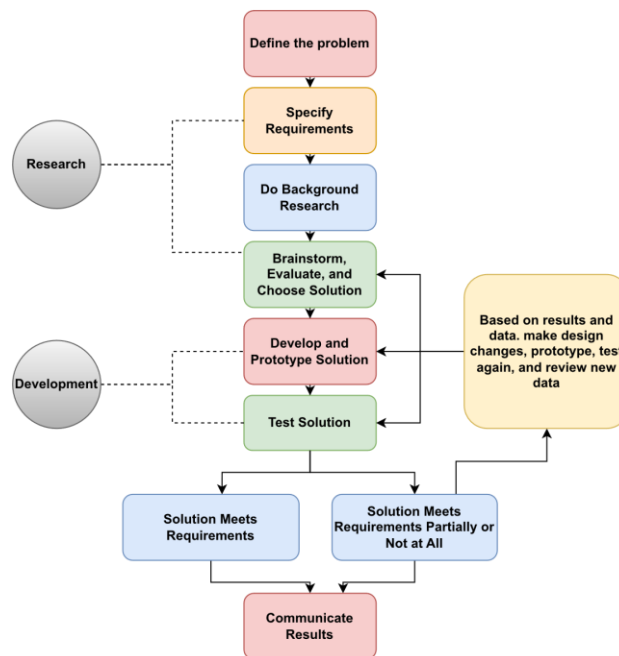 Define the problem
Specify
Requirements
Research
Do Background
Research
Brainstorm,
Evaluate, and
Choose Solution
Based on results and
data. make design
changes, prototype, test
again, and review new
data
Develop and
Prototype Solution
Development
Test Solution
Solution Meets
Requirements
Solution Meets
Requirements Partially or
Not at All
Communicate
Results